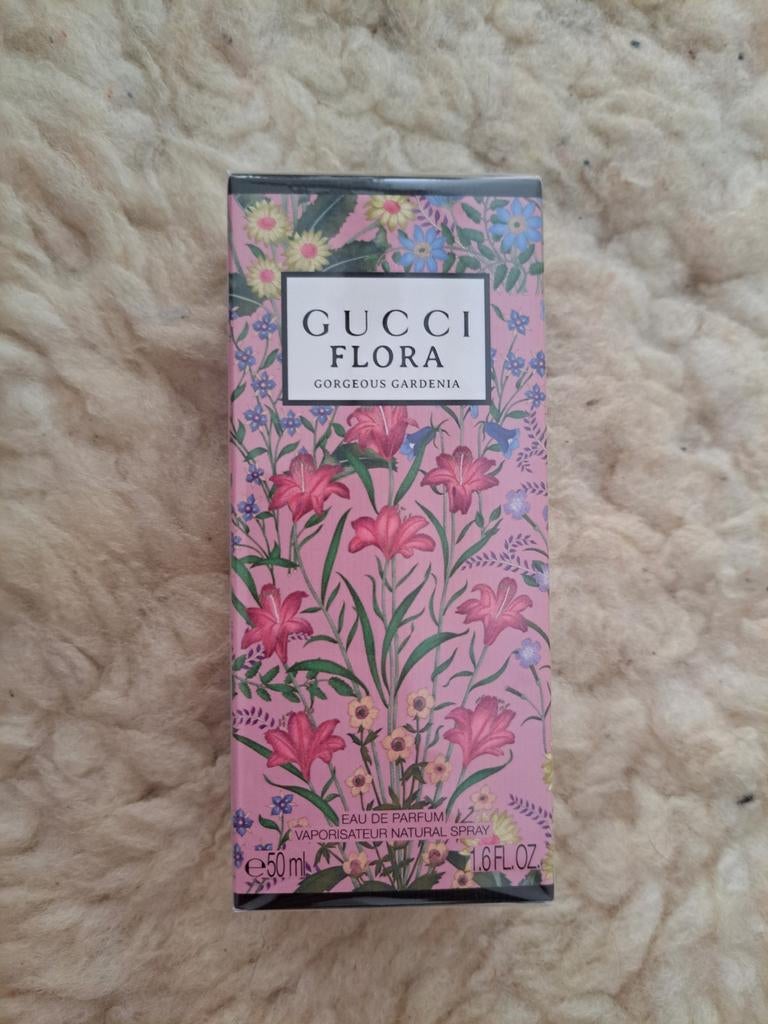 GUCCI
FLORA
GORGEOUS GARDENIA
EAU DE PARFUM
VAPORISATEUR NATURAL SPRAY
℮50 ml 1.6 FL. OZ.